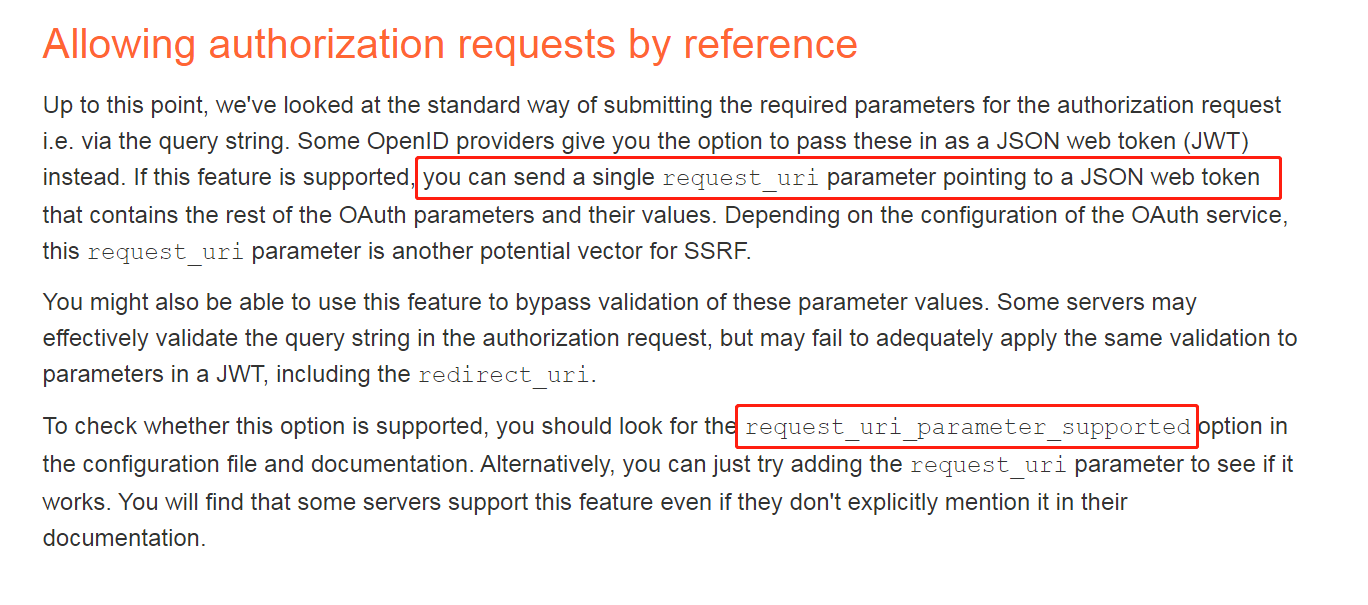 Allowing authorization requests by reference
Up to this point, we've looked at the standard way of submitting the required parameters for the authorization request
i.e. via the query string. Some OpenID providers give you the option to pass these in as a JSON web token (JWT)
instead. If this feature is supported, you can send a single request_uri parameter pointing to a JSON web token
that contains the rest of the OAuth parameters and their values. Depending on the configuration of the OAuth service,
this request_uri parameter is another potential vector for SSRF.
You might also be able to use this feature to bypass validation of these parameter values. Some servers may
effectively validate the query string in the authorization request, but may fail to adequately apply the same validation to
parameters in a JWT, including the redirect_uri.
To check whether this option is supported, you should look for the request_uri_parameter_supported option in
the configuration file and documentation. Alternatively, you can just try adding the request_uri parameter to see if it
works. You will find that some servers support this feature even if they don't explicitly mention it in their
documentation.